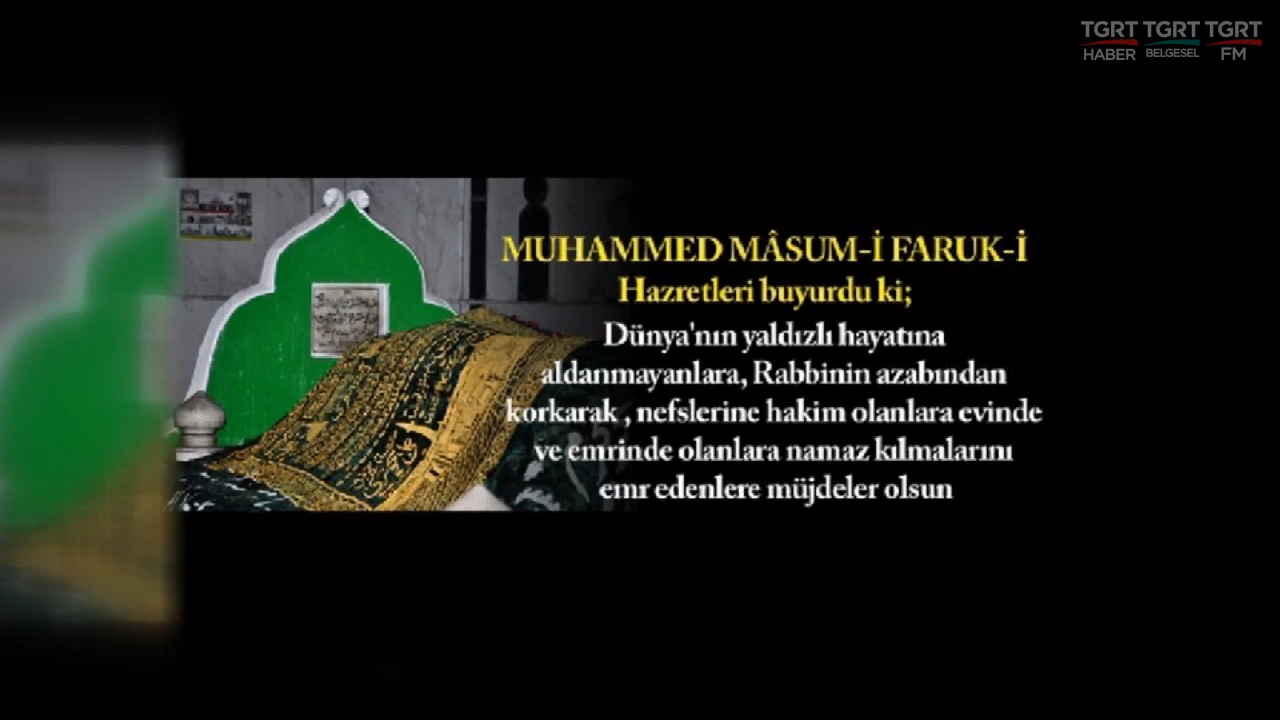 TGRT TGRT TGRT
HABER BELGESEL FM
MUHAMMED MÂSUM-İ FARUK-İ
Hazretleri buyurdu ki;
Dünya'nın yaldızlı hayatına
aldanmayanlara, Rabbinin azabından
korkarak , nefslerine hakim olanlara evinde
ve emrinde olanlara namaz kılmalarını
emr edenlere müjdeler olsun